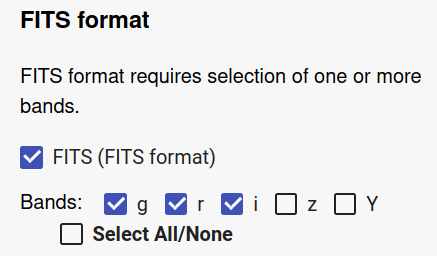 FITS format
FITS format requires selection of one or more
bands.
FITS (FITS format)
Bands: g r i z Y
Select All/None